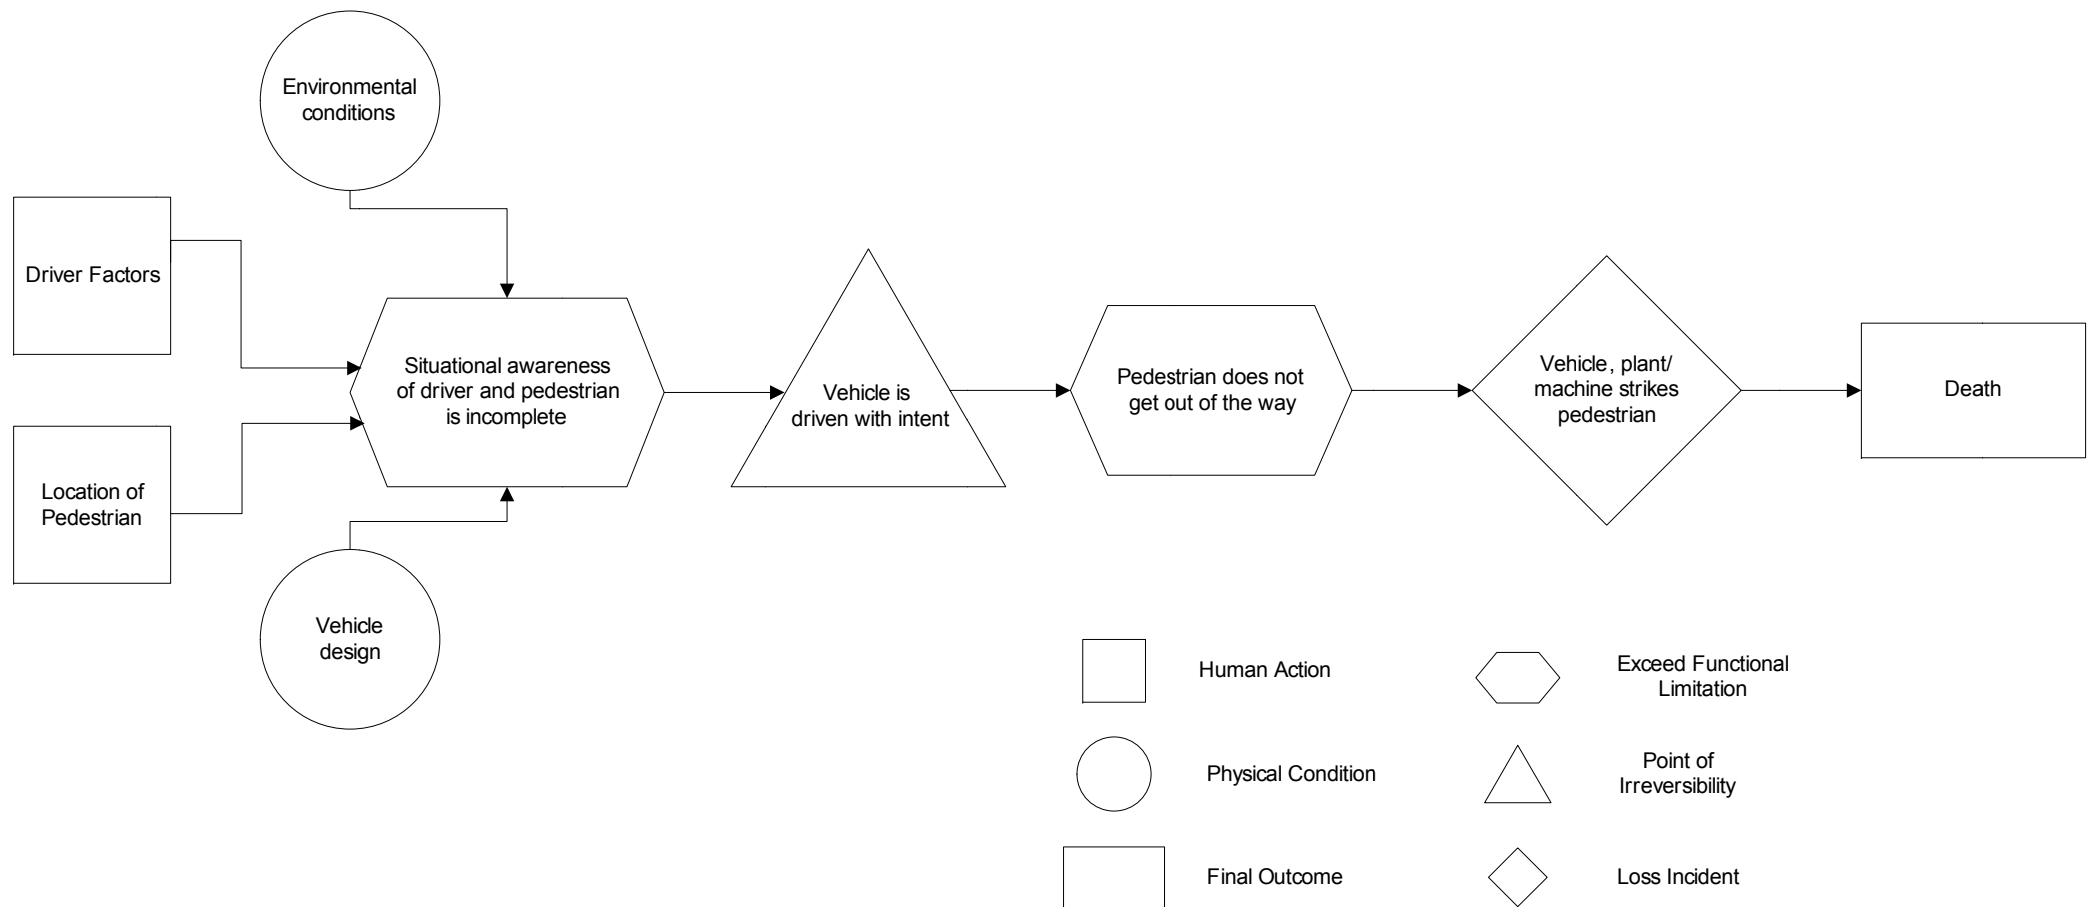 Environmental
conditions
Driver Factors
Location of
Pedestrian
Vehicle
design
Situational awareness
of driver and pedestrian
is incomplete
Vehicle is
driven with intent
Pedestrian does not
get out of the way
Vehicle, plant/
machine strikes
pedestrian
Death
Human Action
Exceed Functional
Limitation
Physical Condition
Point of
Irreversibility
Final Outcome
Loss Incident